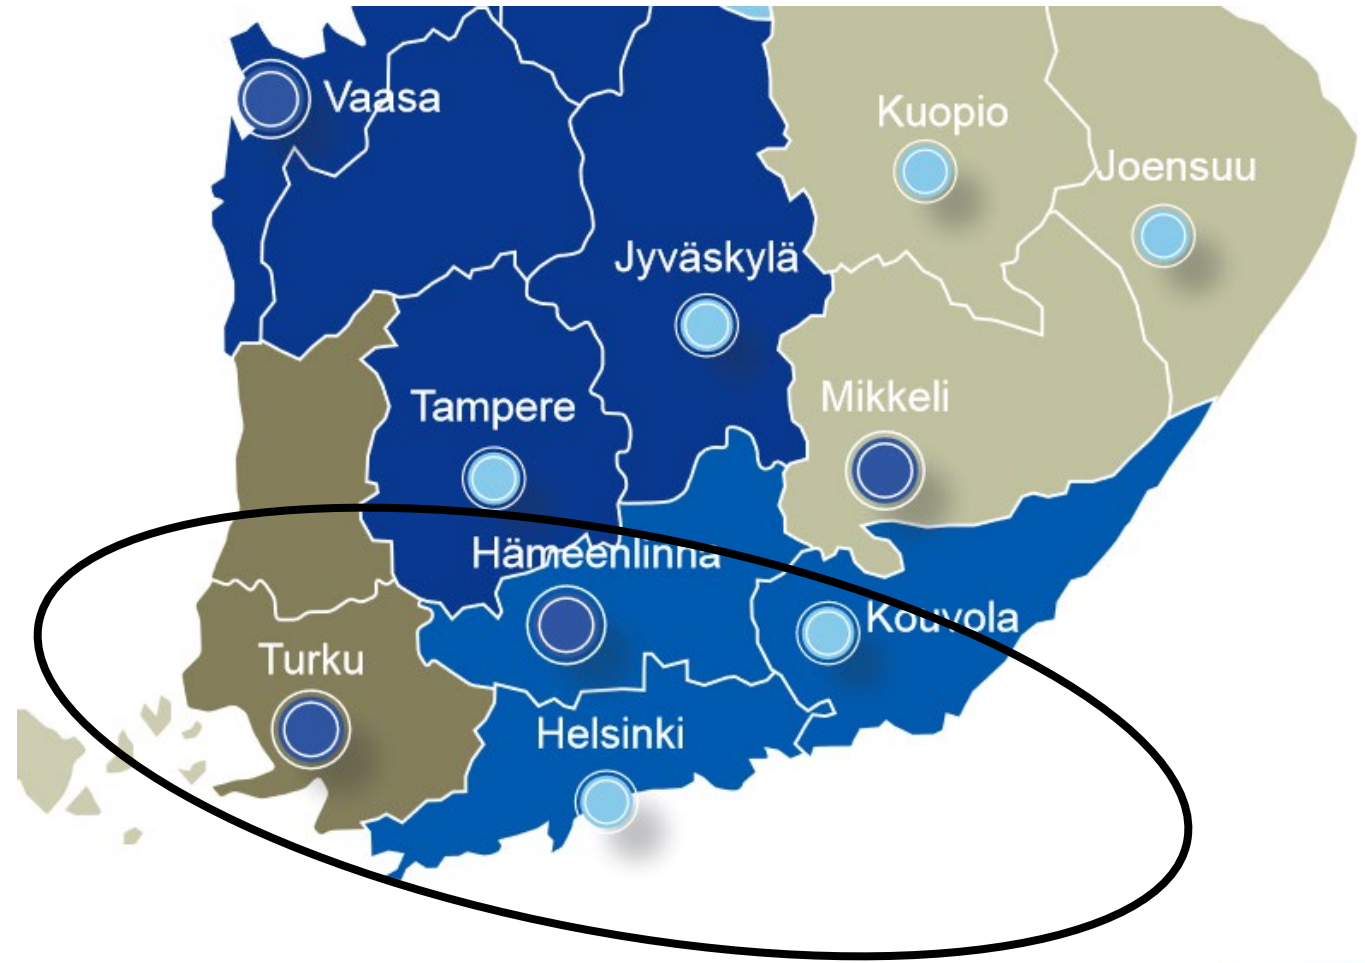 Vaasa
Kuopio
Joensuu
Jyväskylä
Mikkeli
Tampere
Hämeenlinna
Kouvola
Turku
Helsinki